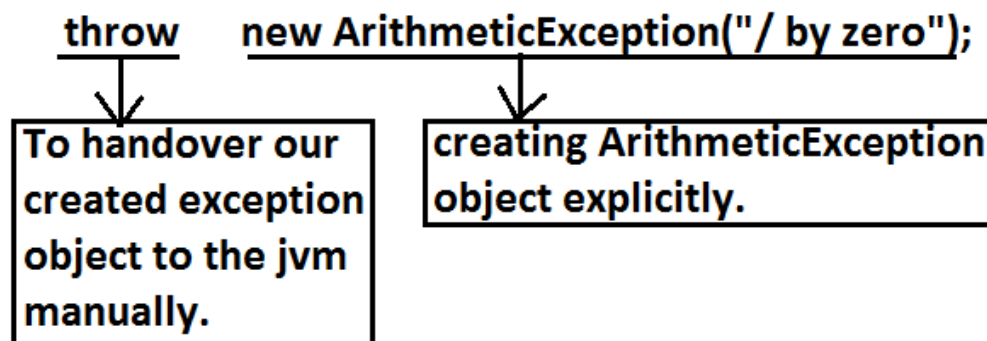 throw new ArithmeticException("/ by zero");
To handover our
created exception
object to the jvm
manually.
creating ArithmeticException
object explicitly.